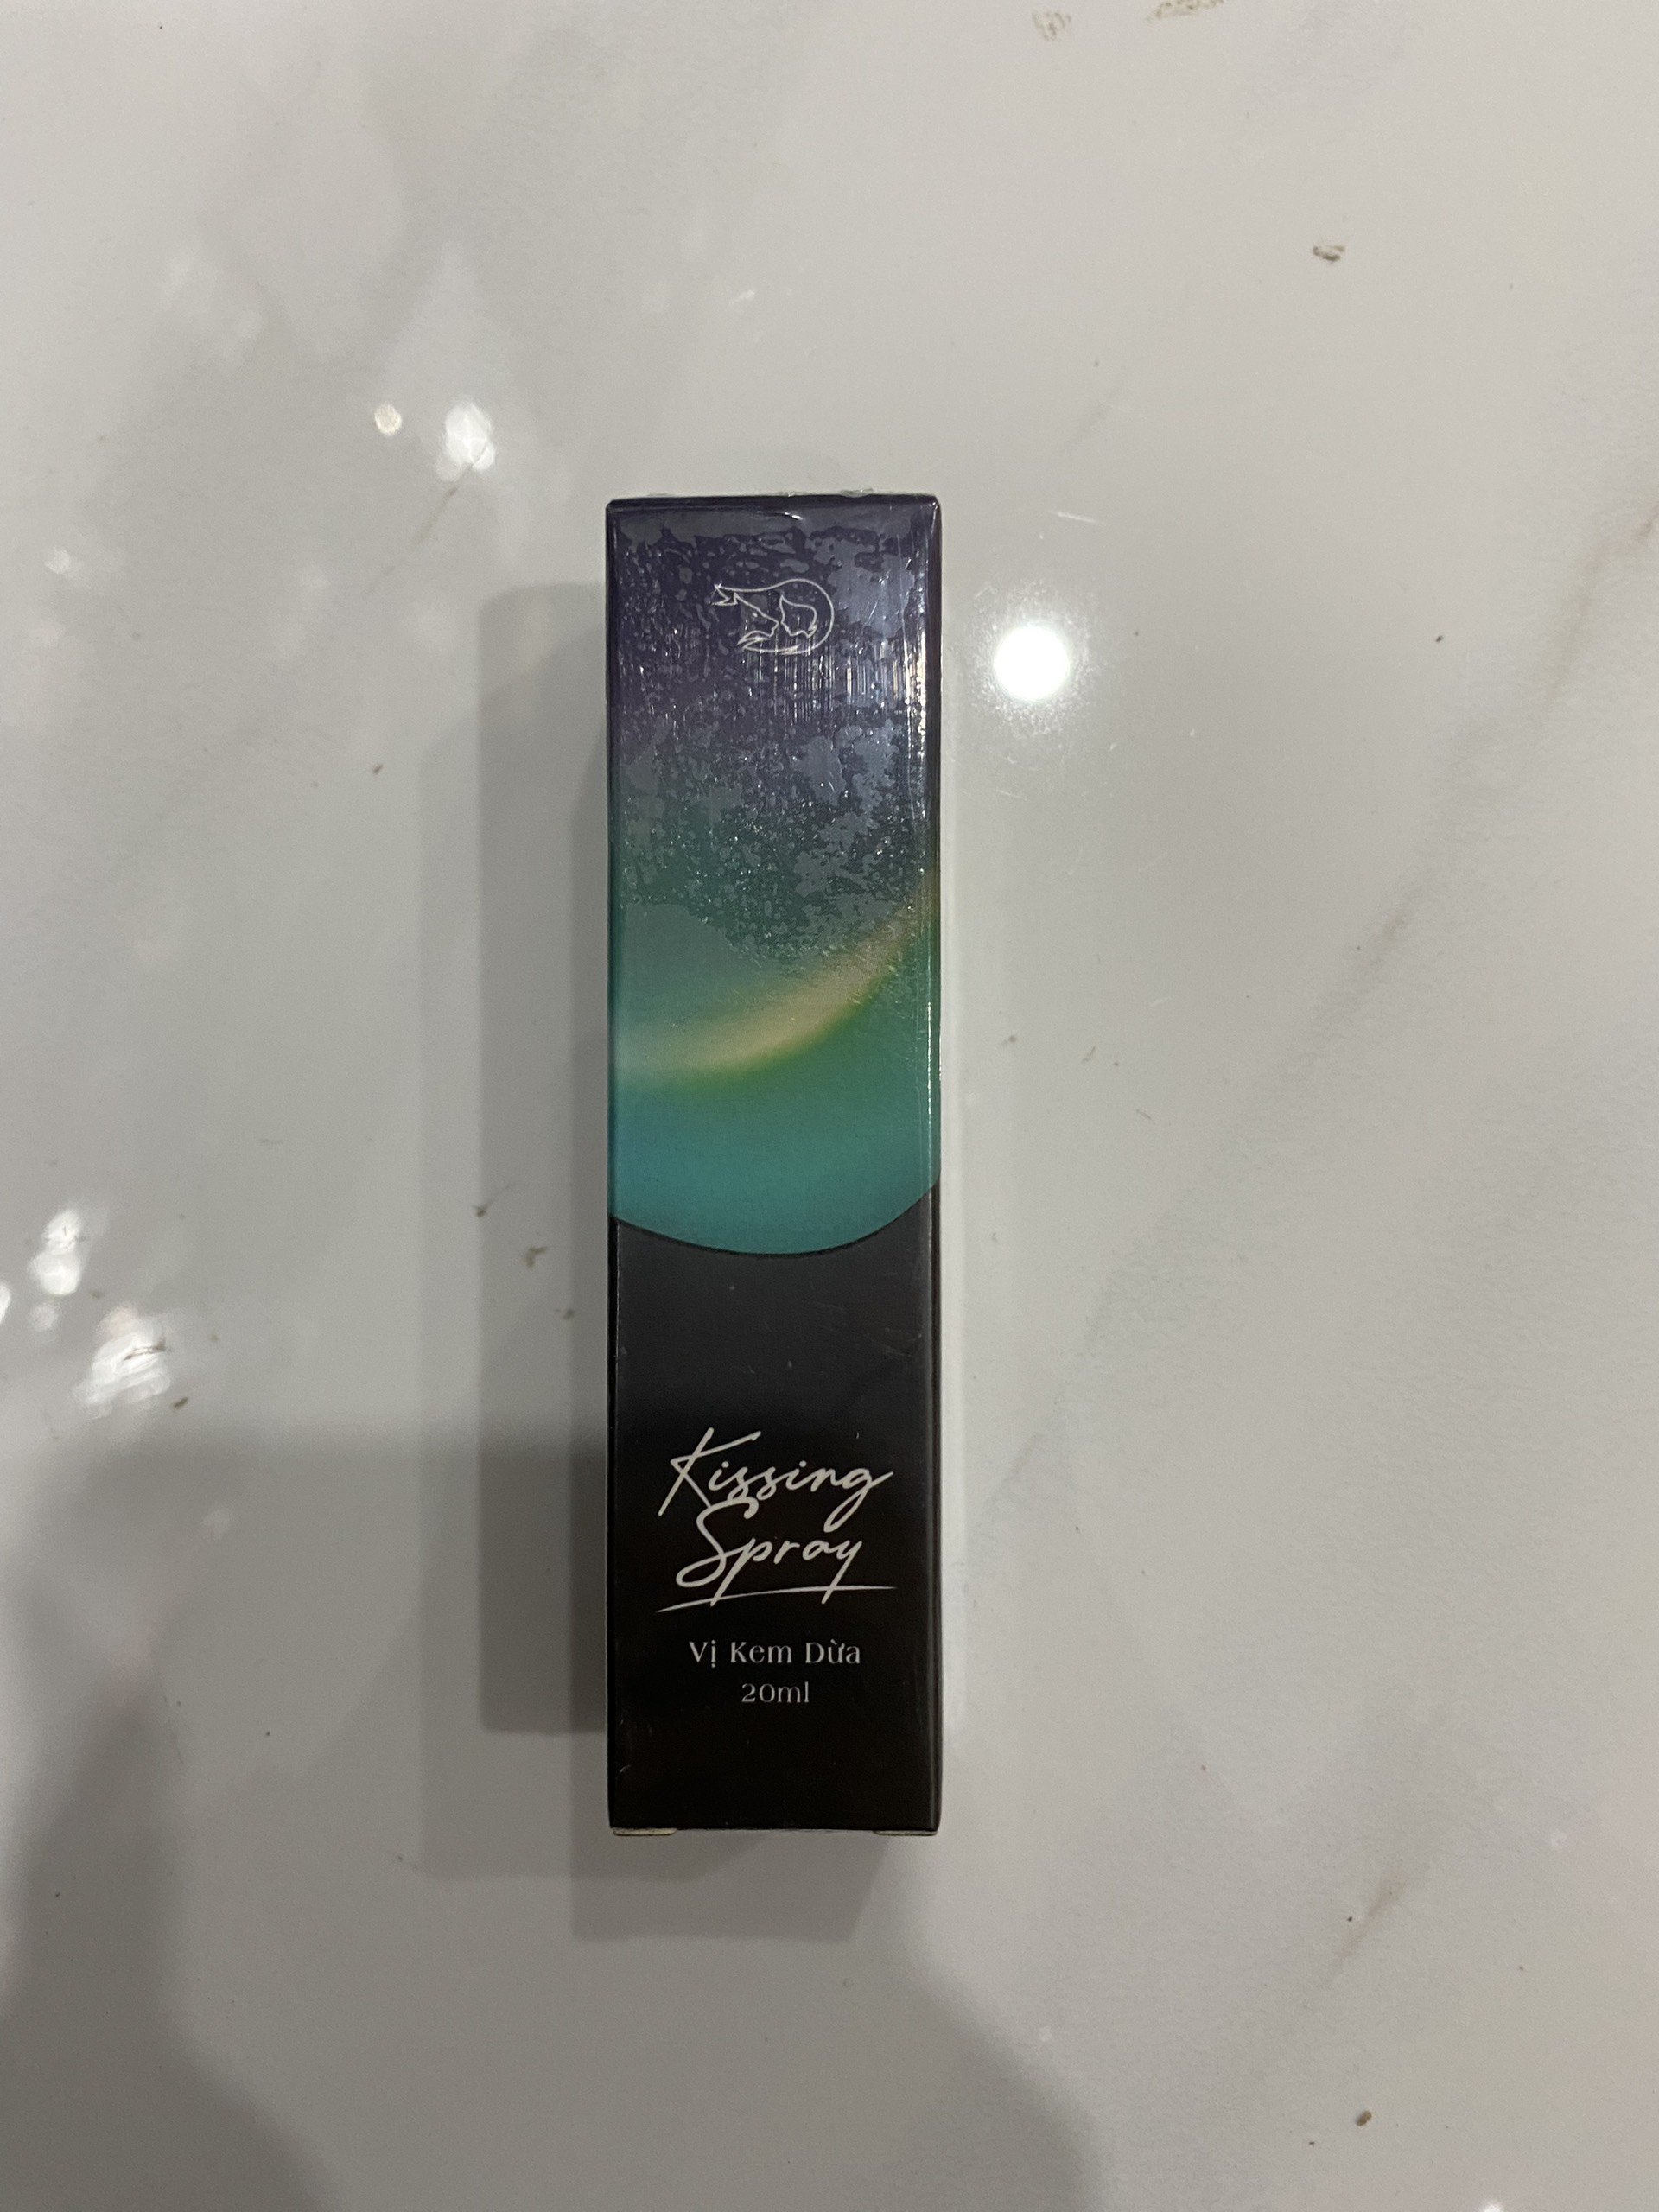 Kissing
Spray
Vị Kem Dừa
20ml